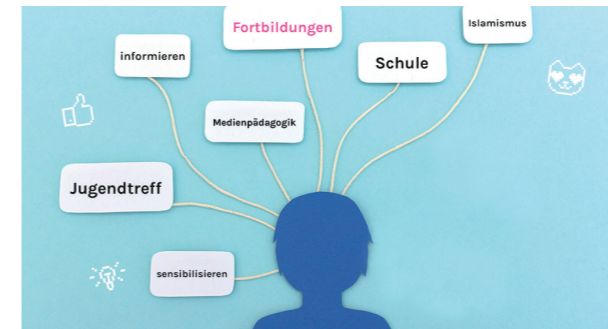 Fortbildungen
Islamismus
informieren
Schule
Medienpädagogik
Jugendtreff
sensibilisieren